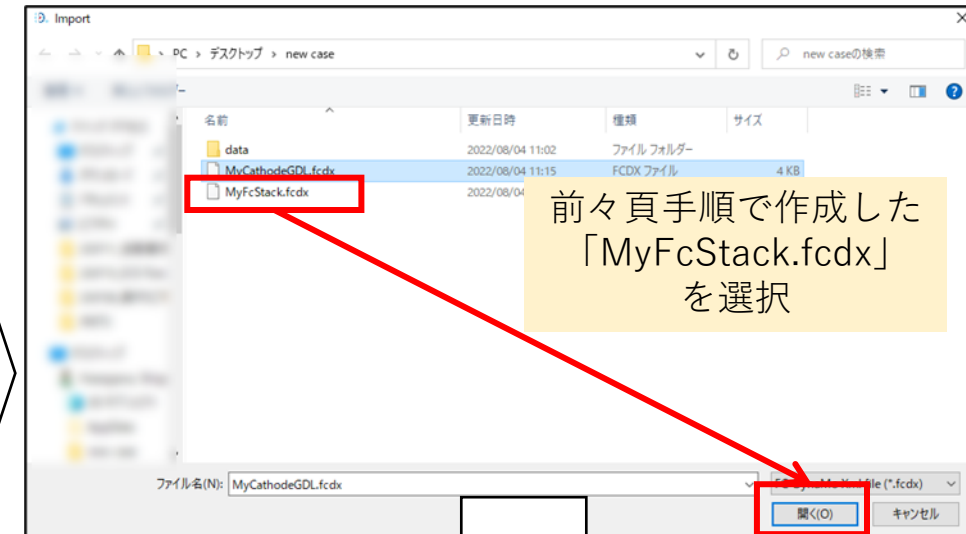 Import
PC › デスクトップ › new case
new caseの検索
名前 更新日時 種類 サイズ
data 2022/08/04 11:02 ファイル フォルダー
MyCathodeGDL.fcdx 2022/08/04 11:15 FCDX ファイル 4 KB
MyFcStack.fcdx 2022/08/04
前々頁手順で作成した
「MyFcStack.fcdx」
を選択
ファイル名(N): MyCathodeGDL.fcdx
file (*.fcdx)
開く(O) キャンセル